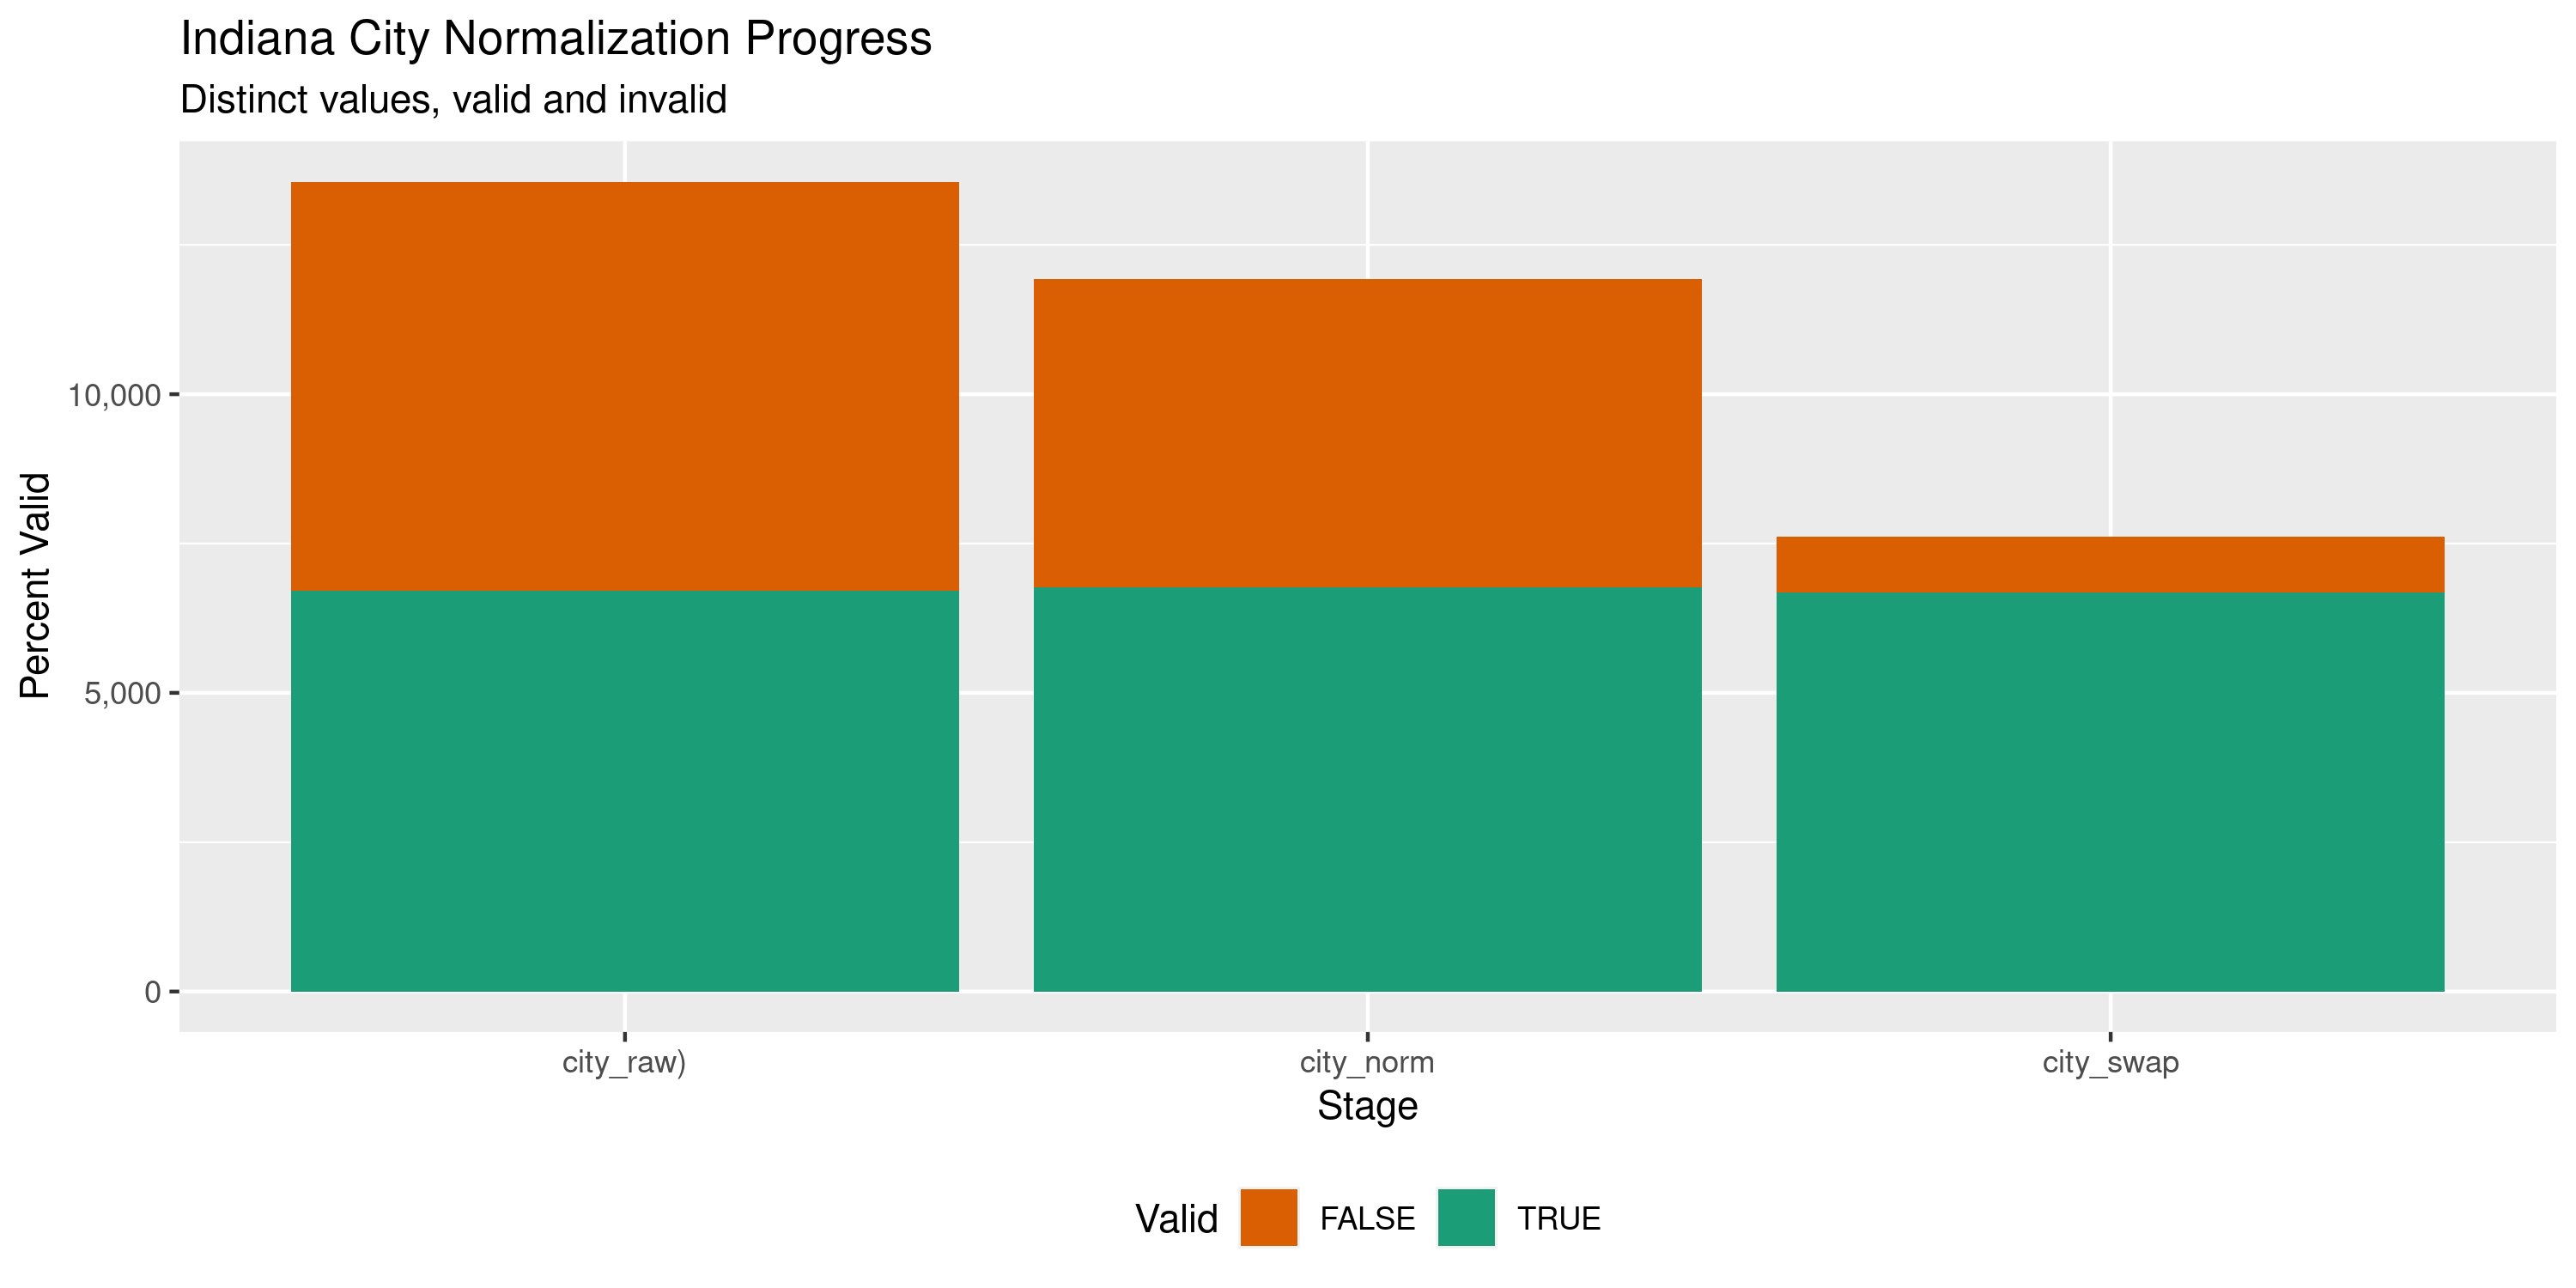 Indiana City Normalization Progress
Distinct values, valid and invalid
Percent Valid
10,000
5,000
0
city_raw)
city_norm
city_swap
Stage
Valid
FALSE
TRUE